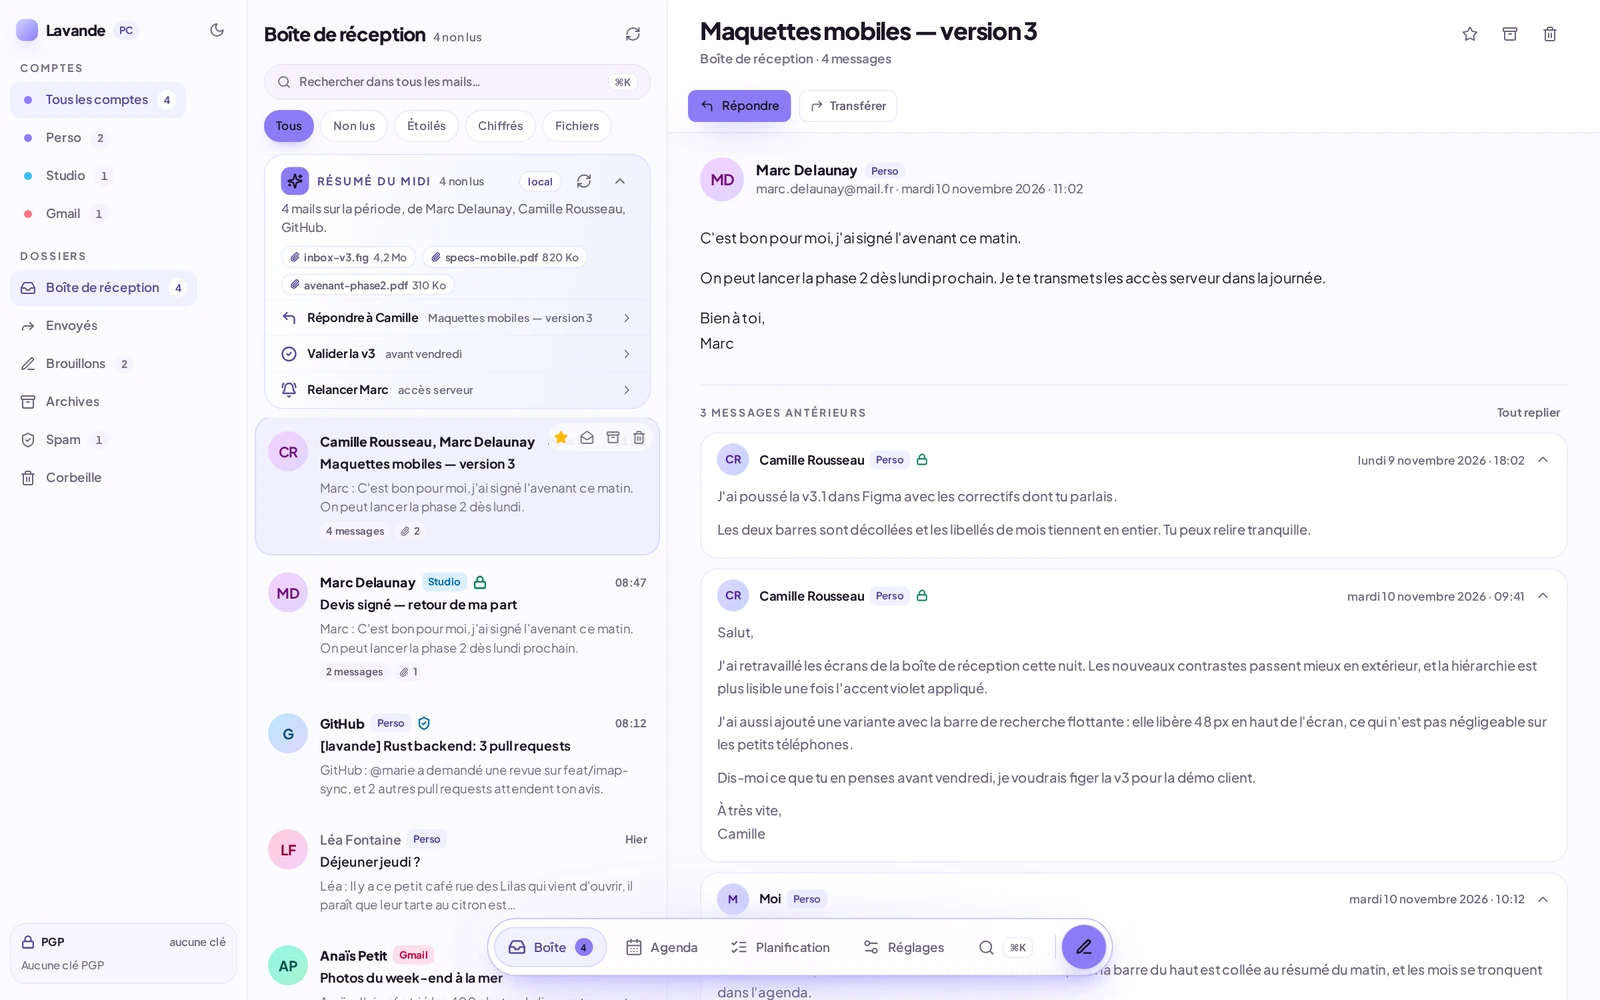 Lavande PC
COMPTES
Tous les comptes 4
Perso 2
Studio 1
Gmail 1
DOSSIERS
Boîte de réception 4
Envoyés
Brouillons 2
Archives
Spam 1
Corbeille
PGP aucune clé
Aucune clé PGP
Boîte de réception 4 non lus
Rechercher dans tous les mails… ⌘K
Tous Non lus Étoilés Chiffrés Fichiers
RÉSUMÉ DU MIDI 4 non lus local
4 mails sur la période, de Marc Delaunay, Camille Rousseau,
GitHub.
inbox-v3.fig 4,2 Mo specs-mobile.pdf 820 Ko
avenant-phase2.pdf 310 Ko
Répondre à Camille Maquettes mobiles — version 3
Valider la v3 avant vendredi
Relancer Marc accès serveur
CR Camille Rousseau, Marc Delaunay
Maquettes mobiles — version 3
Marc : C'est bon pour moi, j'ai signé l'avenant ce matin.
On peut lancer la phase 2 dès lundi.
4 messages 2
MD Marc Delaunay Studio 08:47
Devis signé — retour de ma part
Marc : C'est bon pour moi, j'ai signé l'avenant ce matin.
On peut lancer la phase 2 dès lundi prochain.
2 messages 1
G GitHub Perso 08:12
[lavande] Rust backend: 3 pull requests
GitHub : @marie a demandé une revue sur feat/imap-
sync, et 2 autres pull requests attendent ton avis.
LF Léa Fontaine Perso Hier
Déjeuner jeudi ?
Léa : Il y a ce petit café rue des Lilas qui vient d'ouvrir, il
paraît que leur tarte au citron est…
AP Anaïs Petit Gmail
Photos du week-end à la mer
Maquettes mobiles — version 3
Boîte de réception · 4 messages
Répondre Transférer
MD Marc Delaunay Perso
marc.delaunay@mail.fr · mardi 10 novembre 2026 · 11:02
C'est bon pour moi, j'ai signé l'avenant ce matin.
On peut lancer la phase 2 dès lundi prochain. Je te transmets les accès serveur dans la journée.
Bien à toi,
Marc
3 MESSAGES ANTÉRIEURS Tout replier
CR Camille Rousseau Perso lundi 9 novembre 2026 · 18:02
J'ai poussé la v3.1 dans Figma avec les correctifs dont tu parlais.
Les deux barres sont décollées et les libellés de mois tiennent en entier. Tu peux relire tranquille.
CR Camille Rousseau Perso mardi 10 novembre 2026 · 09:41
Salut,
J'ai retravaillé les écrans de la boîte de réception cette nuit. Les nouveaux contrastes passent mieux en extérieur, et la hiérarchie est
plus lisible une fois l'accent violet appliqué.
J'ai aussi ajouté une variante avec la barre de recherche flottante : elle libère 48 px en haut de l'écran, ce qui n'est pas négligeable sur
les petits téléphones.
Dis-moi ce que tu en penses avant vendredi, je voudrais figer la v3 pour la démo client.
À très vite,
Camille
M Moi Perso mardi 10 novembre 2026 · 10:12
la barre du haut est collée au résumé du matin, et les mois se tronquent
dans l'agenda.
Boîte 4 Agenda Planification Réglages ⌘K